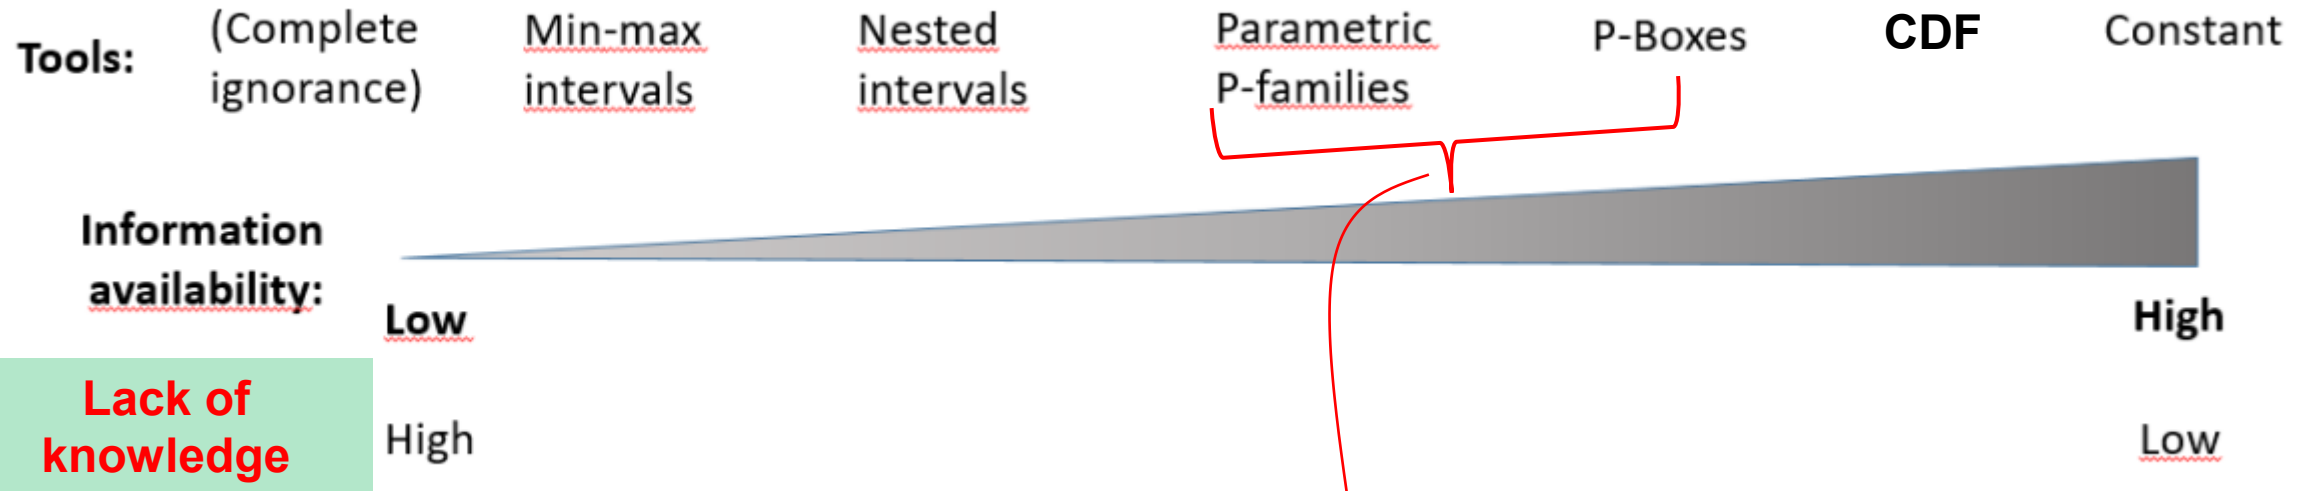 Tools:
(Complete
ignorance)
Min-max
intervals
Nested
intervals
Parametric
P-families
P-Boxes
CDF
Constant
Information
availability:
Low
High
Lack of
knowledge
High
Low